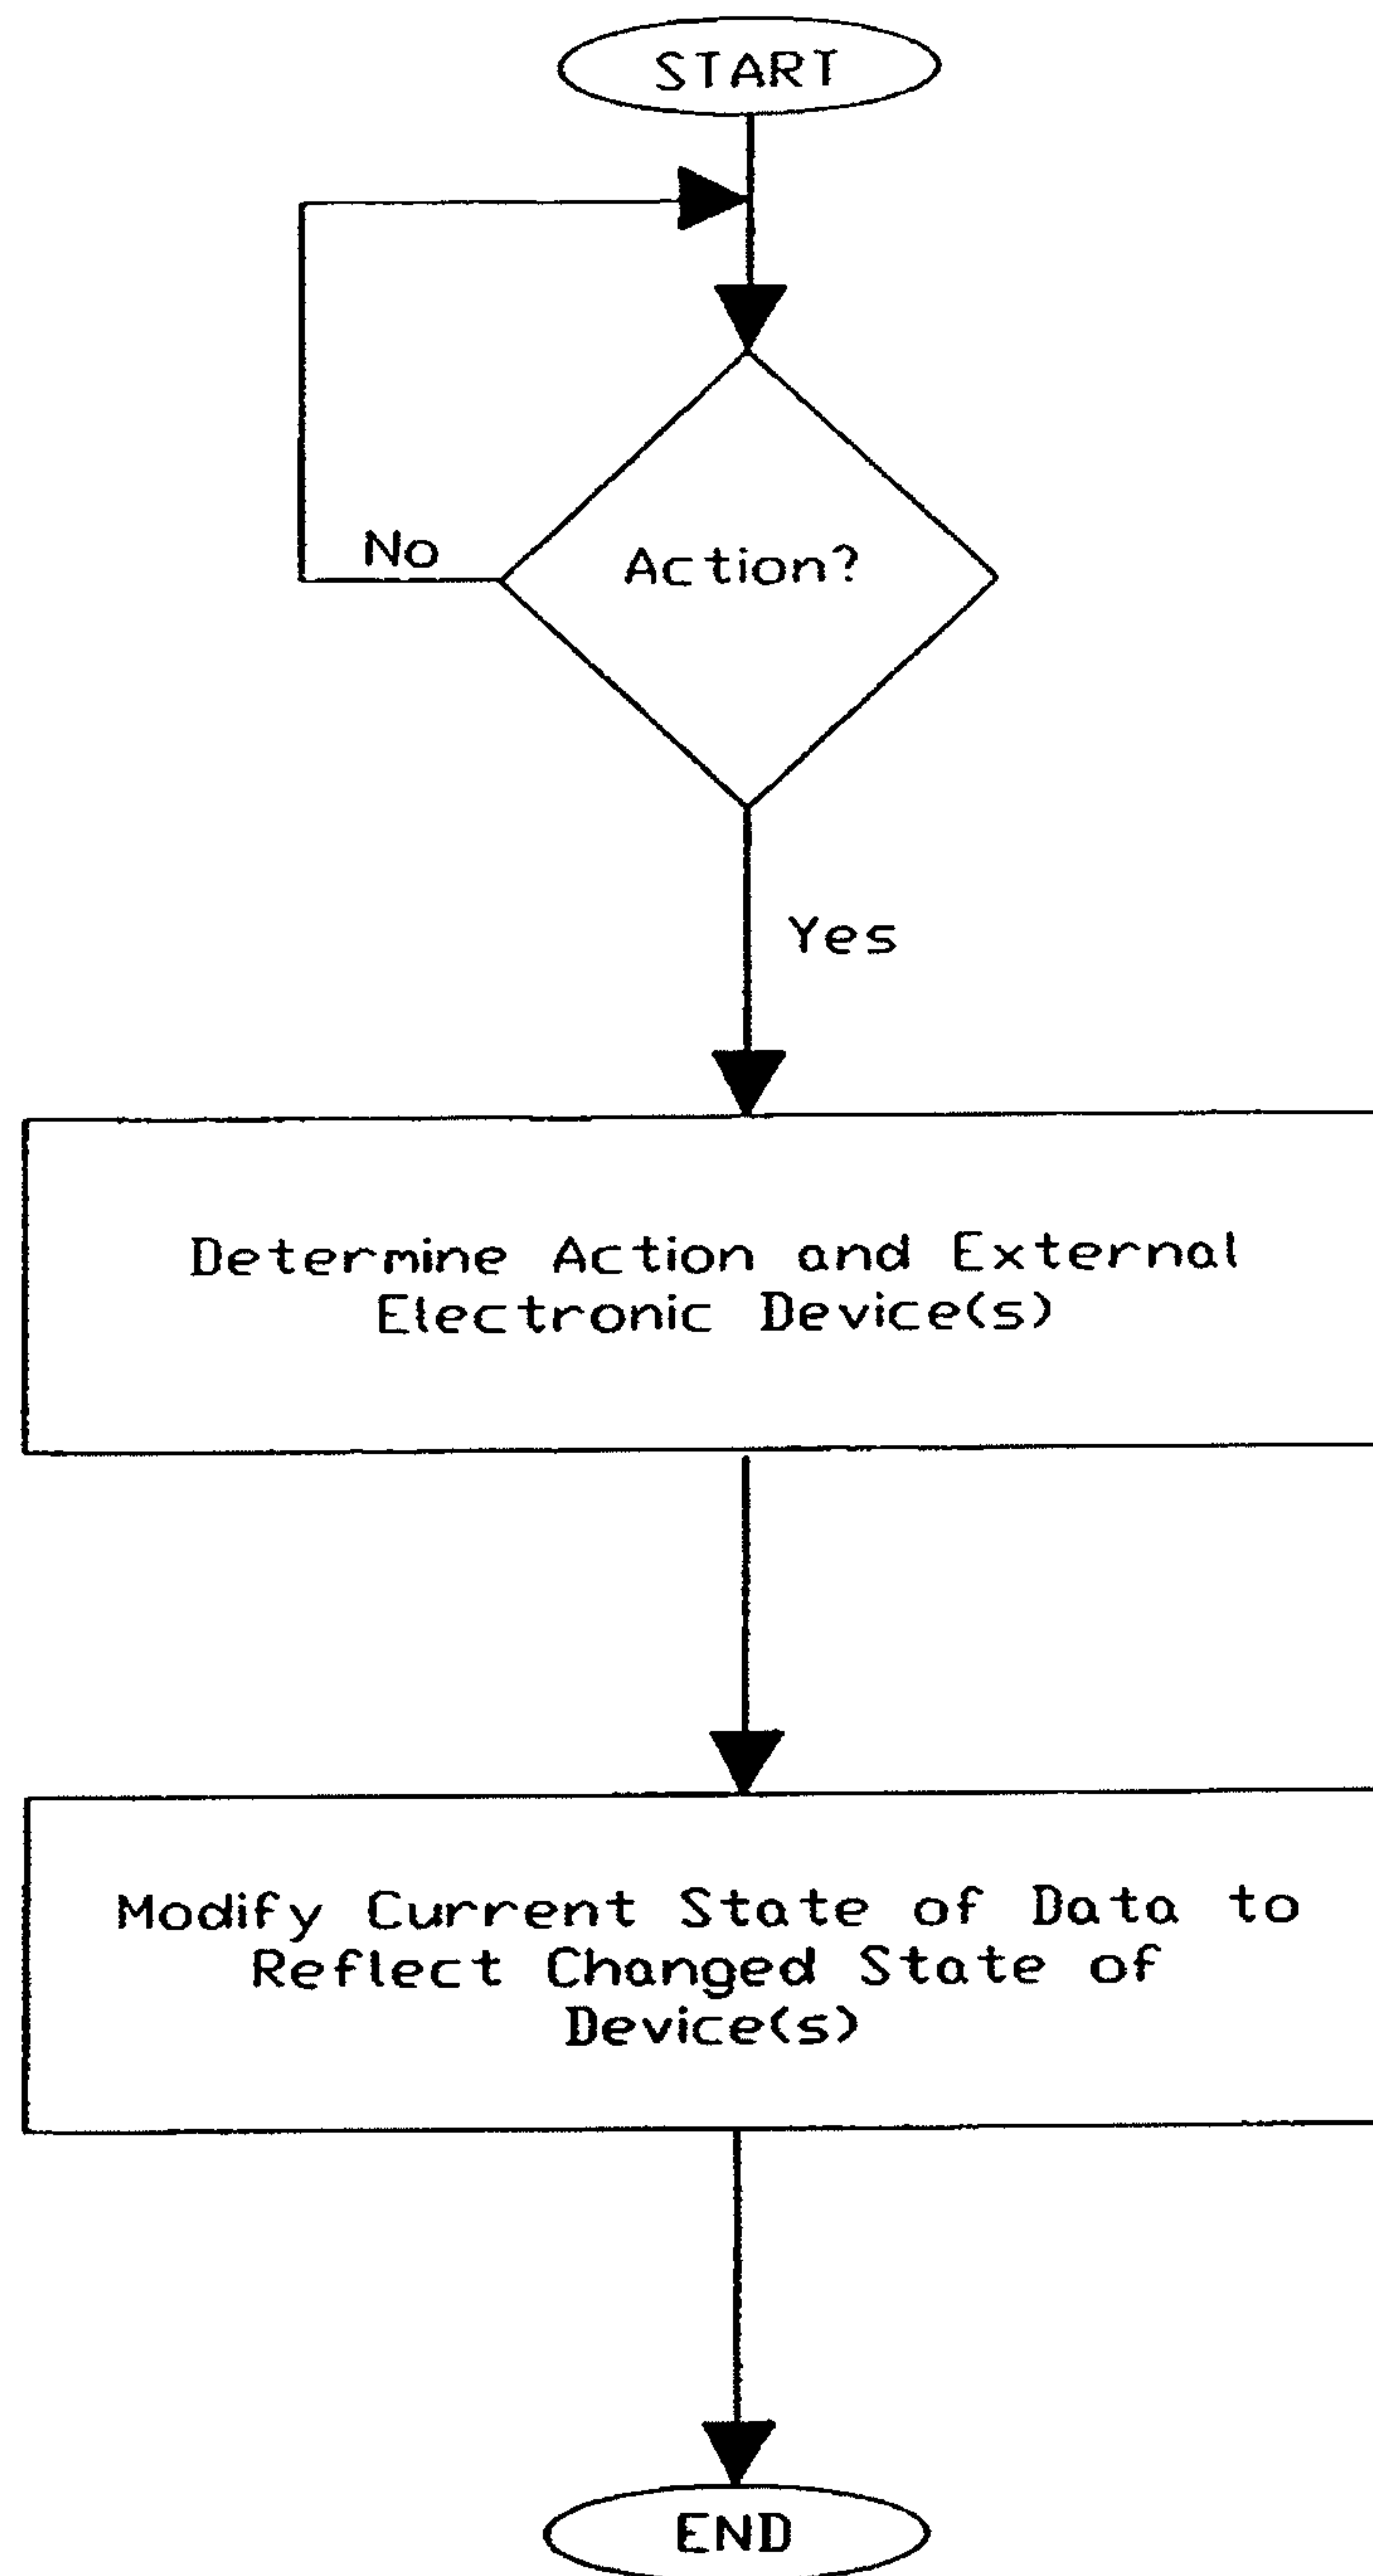 START
No
Action?
Yes
Determine Action and External
Electronic Device(s)
Modify Current State of Data to
Reflect Changed State of
Device(s)
END